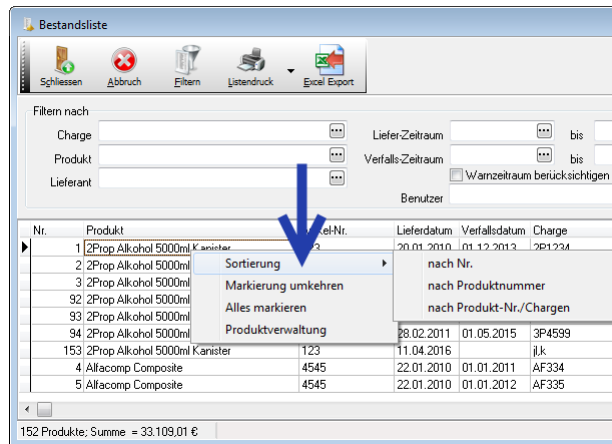 Bestandsliste
Schliessen Abbruch Filtern Listendruck Excel Export
Filtern nach
Charge Liefer-Zeitraum bis
Produkt Verfalls-Zeitraum bis
Lieferant Warnzeitraum berücksichtigen
Benutzer
Nr. Produkt kel-Nr. Lieferdatum Verfallsdatum Charge
1 2Prop Alkohol 5000ml Kanister 123 20.01.2010 01.12.2013 2P1234
2 2Prop Alkohol 5000ml Sortierung nach Nr.
3 2Prop Alkohol 5000ml Markierung umkehren nach Produktnummer
92 2Prop Alkohol 5000ml Alles markieren nach Produkt-Nr./Chargen
93 2Prop Alkohol 5000ml Produktverwaltung
94 2Prop Alkohol 5000ml 28.02.2011 01.05.2015 3P4599
153 2Prop Alkohol 5000ml Kanister 123 11.04.2016 jl,k
4 Alfacomp Composite 4545 22.01.2010 01.01.2011 AF334
5 Alfacomp Composite 4545 22.01.2010 01.01.2012 AF335
152 Produkte; Summe = 33.109,01 €